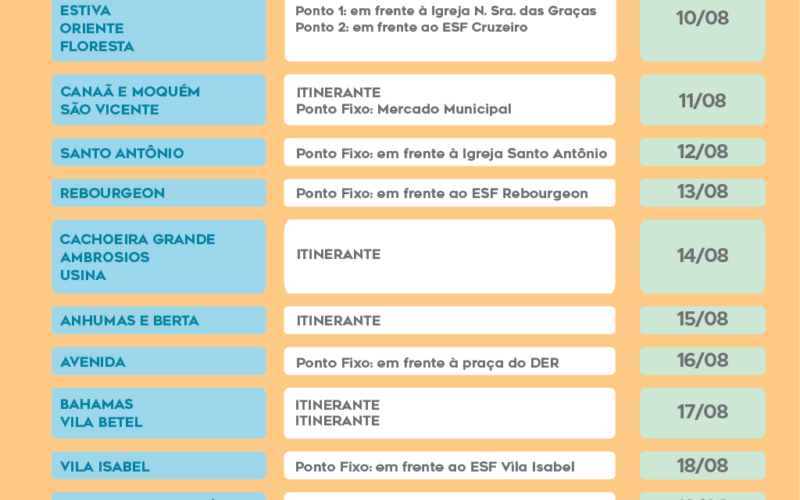 ESTIVA
ORIENTE
FLORESTA
Ponto 1: em frente à Igreja N. Sra. das Graças
Ponto 2: em frente ao ESF Cruzeiro
10/08
CANAÃ E MOQUÉM
SÃO VICENTE
ITINERANTE
Ponto Fixo: Mercado Municipal
11/08
SANTO ANTÔNIO
Ponto Fixo: em frente à Igreja Santo Antônio
12/08
REBOURGEON
Ponto Fixo: em frente ao ESF Rebourgeon
13/08
CACHOEIRA GRANDE
AMBROSIOS
USINA
ITINERANTE
14/08
ANHUMAS E BERTA
ITINERANTE
15/08
AVENIDA
Ponto Fixo: em frente à praça do DER
16/08
BAHAMAS
VILA BETEL
ITINERANTE
ITINERANTE
17/08
VILA ISABEL
Ponto Fixo: em frente ao ESF Vila Isabel
18/08